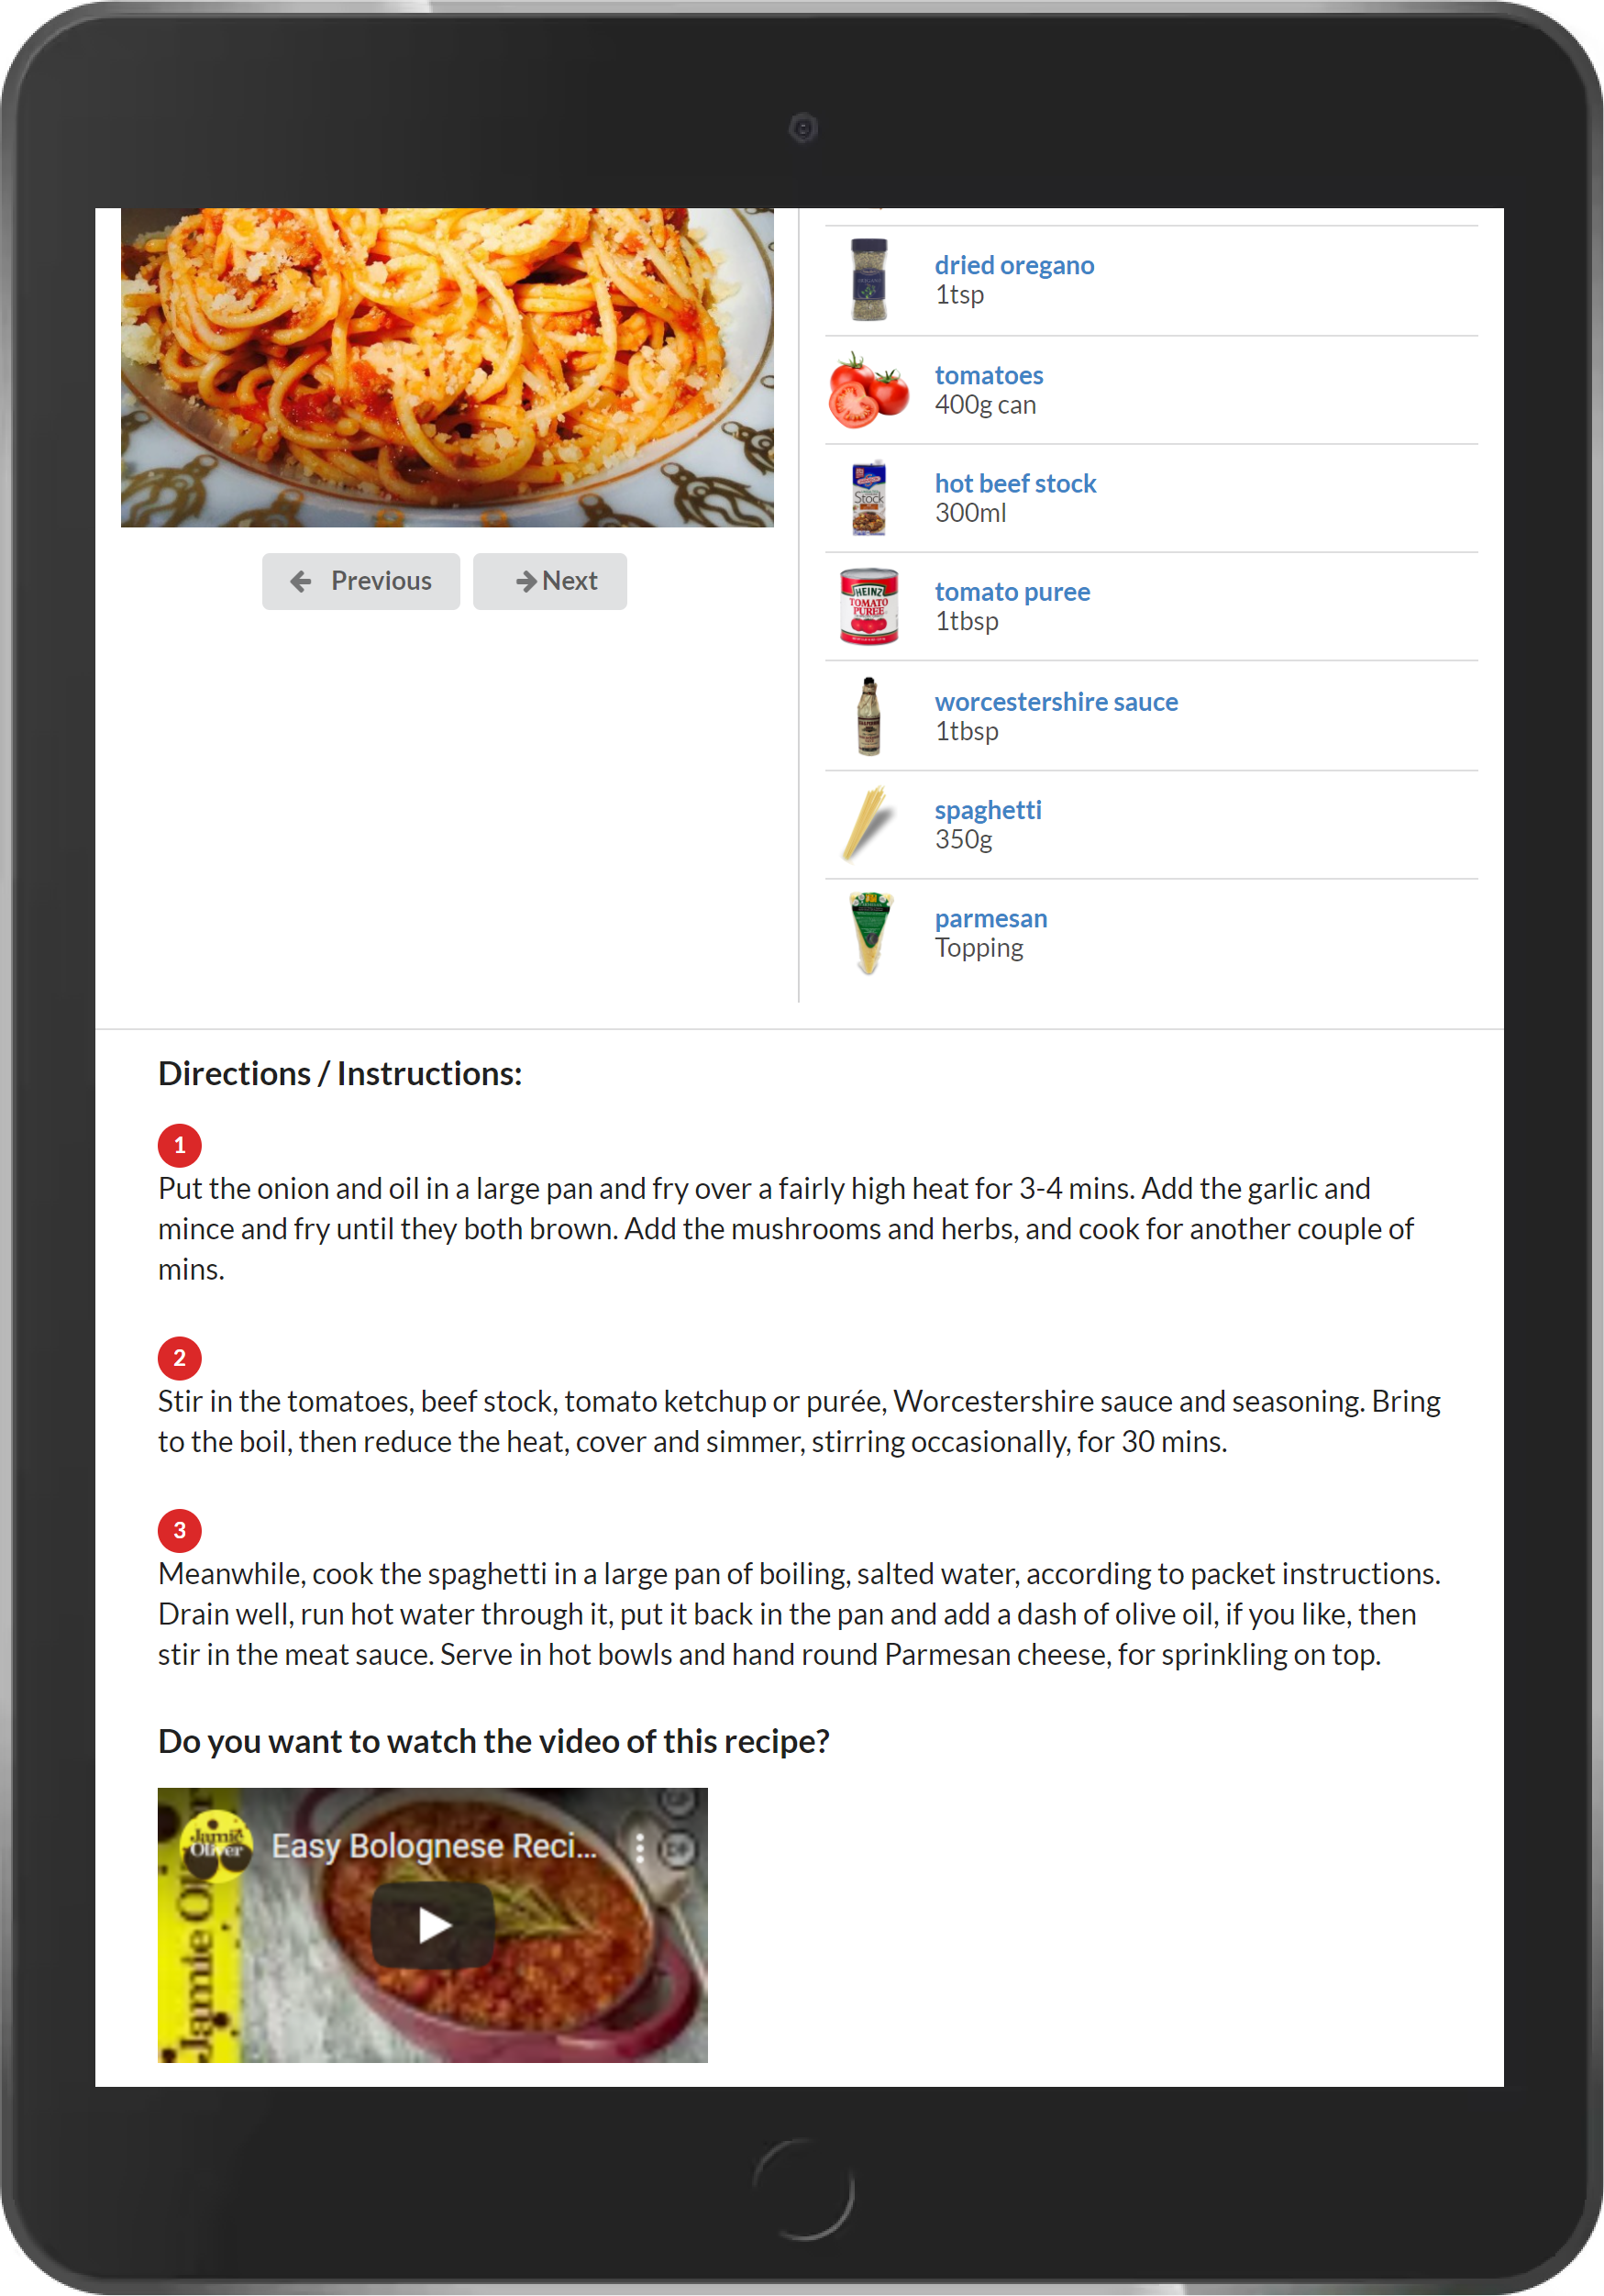 dried oregano
1tsp
tomatoes
400g can
Stock
hot beef stock
300ml
HEINZ
TOMATO
PUREE
tomato puree
1tbsp
worcestershire sauce
1tbsp
spaghetti
350g
parmesan
Topping
Previous
Next
Directions / Instructions:
1
Put the onion and oil in a large pan and fry over a fairly high heat for 3-4 mins. Add the garlic and
mince and fry until they both brown. Add the mushrooms and herbs, and cook for another couple of
mins.
2
Stir in the tomatoes, beef stock, tomato ketchup or purée, Worcestershire sauce and seasoning. Bring
to the boil, then reduce the heat, cover and simmer, stirring occasionally, for 30 mins.
3
Meanwhile, cook the spaghetti in a large pan of boiling, salted water, according to packet instructions.
Drain well, run hot water through it, put it back in the pan and add a dash of olive oil, if you like, then
stir in the meat sauce. Serve in hot bowls and hand round Parmesan cheese, for sprinkling on top.
Do you want to watch the video of this recipe?
Jamie
Oliver
Easy Bolognese Reci...
Jamie O